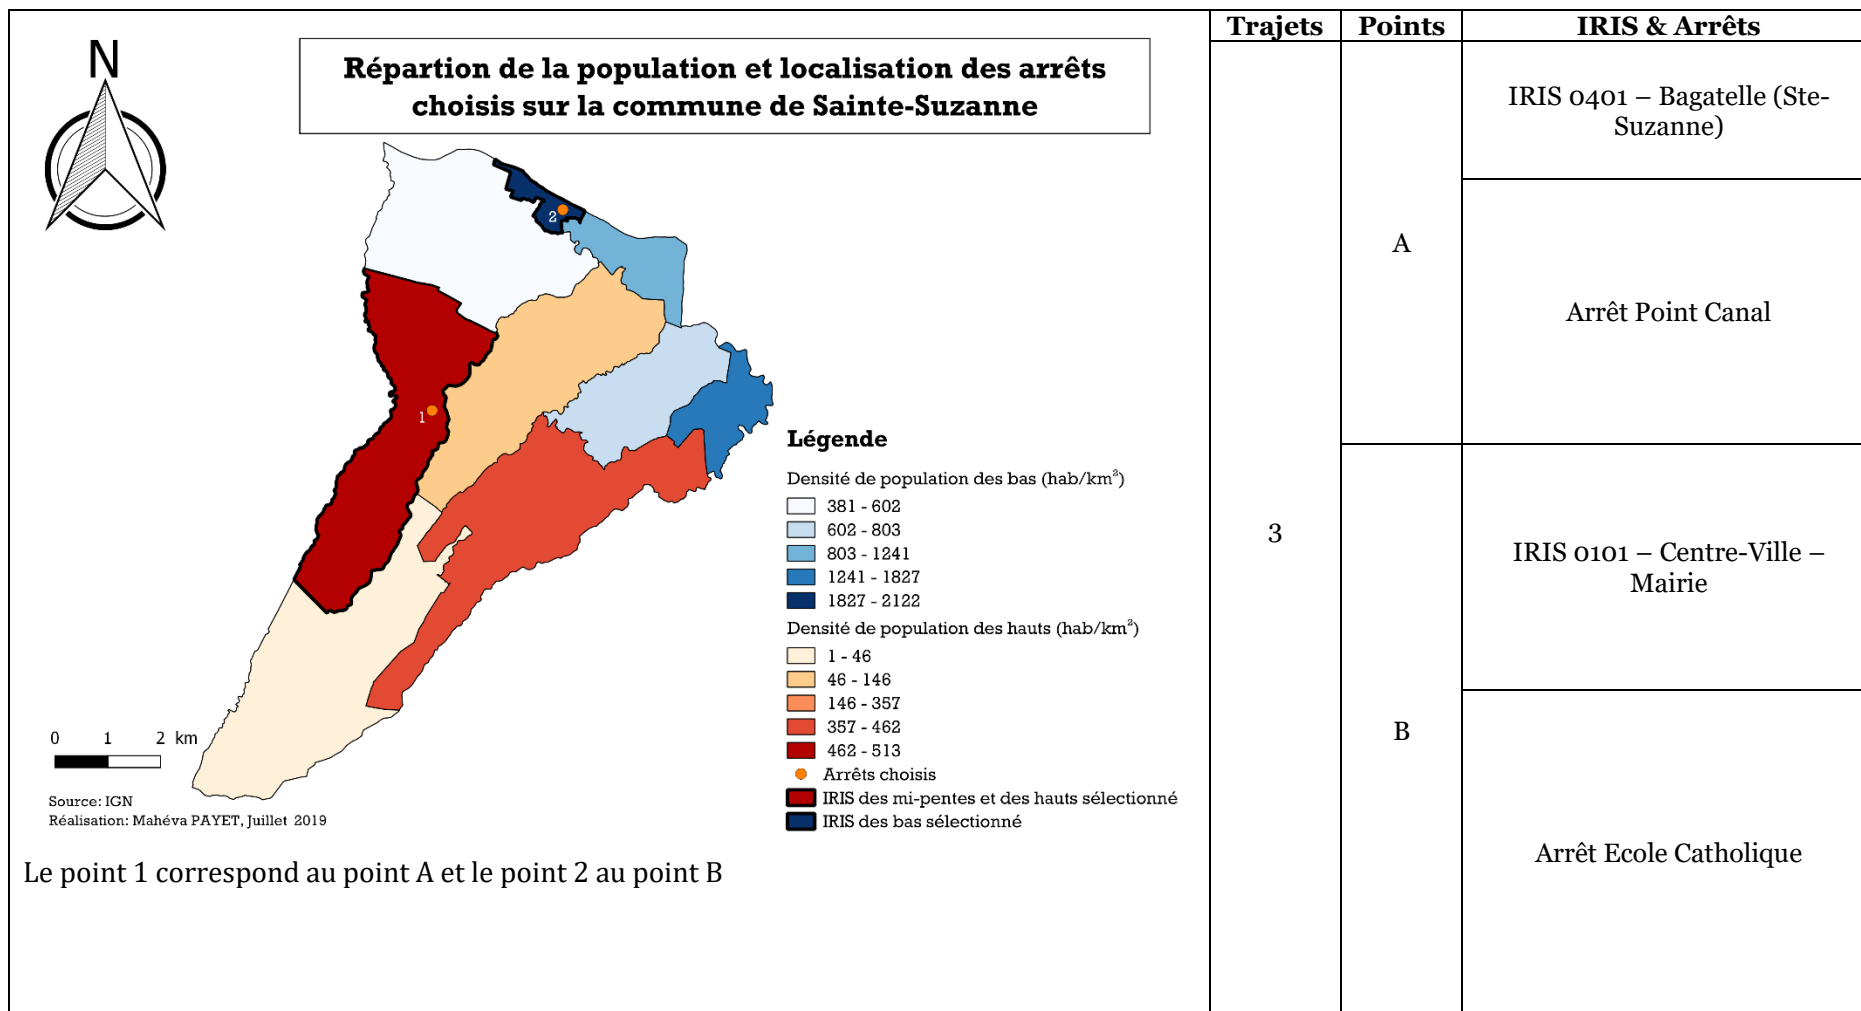 N
Répartion de la population et localisation des arrêts
choisis sur la commune de Sainte-Suzanne
2
1
Légende
Densité de population des bas (hab/km²)
381 - 602
602 - 803
803 - 1241
1241 - 1827
1827 - 2122
Densité de population des hauts (hab/km²)
1 - 46
46 - 146
146 - 357
357 - 462
462 - 513
Arrêts choisis
IRIS des mi-pentes et des hauts sélectionné
IRIS des bas sélectionné
0 1 2 km
Source: IGN
Réalisation: Mahéva PAYET, Juillet 2019
Le point 1 correspond au point A et le point 2 au point B
Trajets Points IRIS & Arrêts
3
A
IRIS 0401 – Bagatelle (Ste-
Suzanne)
Arrêt Point Canal
B
IRIS 0101 – Centre-Ville –
Mairie
Arrêt Ecole Catholique